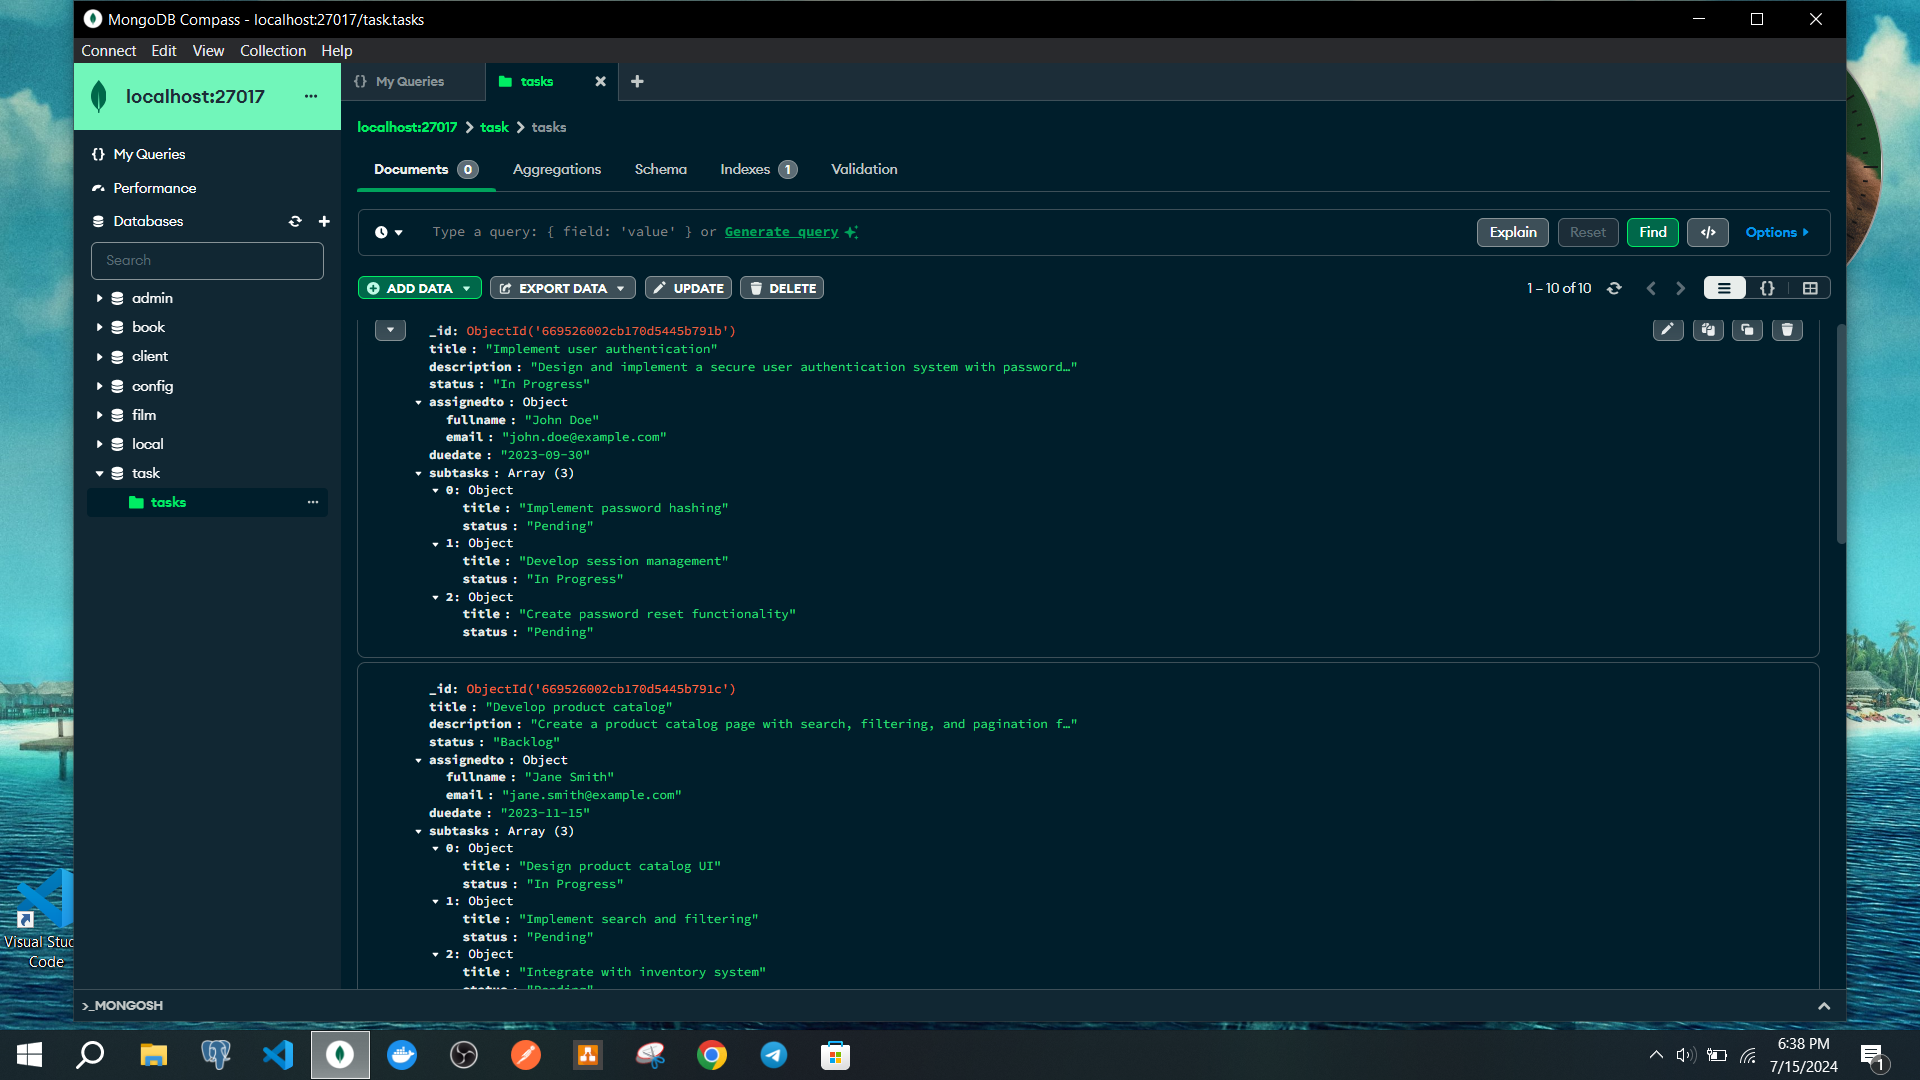 MongoDB Compass - localhost:27017/task.tasks
Connect Edit View Collection Help
localhost:27017
My Queries
tasks
localhost:27017 > task > tasks
My Queries
Performance
Databases
Search
admin
book
client
config
film
local
task
tasks
Documents 0 Aggregations Schema Indexes 1 Validation
Type a query: { field: 'value' } or Generate query
Explain Reset Find </> Options
ADD DATA EXPORT DATA UPDATE DELETE
1 – 10 of 10
_id: ObjectId('669526002cb170d5445b791b')
title : "Implement user authentication"
description : "Design and implement a secure user authentication system with password…"
status : "In Progress"
assignedto : Object
fullname : "John Doe"
email : "john.doe@example.com"
duedate : "2023-09-30"
subtasks : Array (3)
0: Object
title : "Implement password hashing"
status : "Pending"
1: Object
title : "Develop session management"
status : "In Progress"
2: Object
title : "Create password reset functionality"
status : "Pending"
_id: ObjectId('669526002cb170d5445b791c')
title : "Develop product catalog"
description : "Create a product catalog page with search, filtering, and pagination f…"
status : "Backlog"
assignedto : Object
fullname : "Jane Smith"
email : "jane.smith@example.com"
duedate : "2023-11-15"
subtasks : Array (3)
0: Object
title : "Design product catalog UI"
status : "In Progress"
1: Object
title : "Implement search and filtering"
status : "Pending"
2: Object
title : "Integrate with inventory system"
status : "Pending"
>_MONGOSH
Visual Stud
Code
6:38 PM
7/15/2024
1